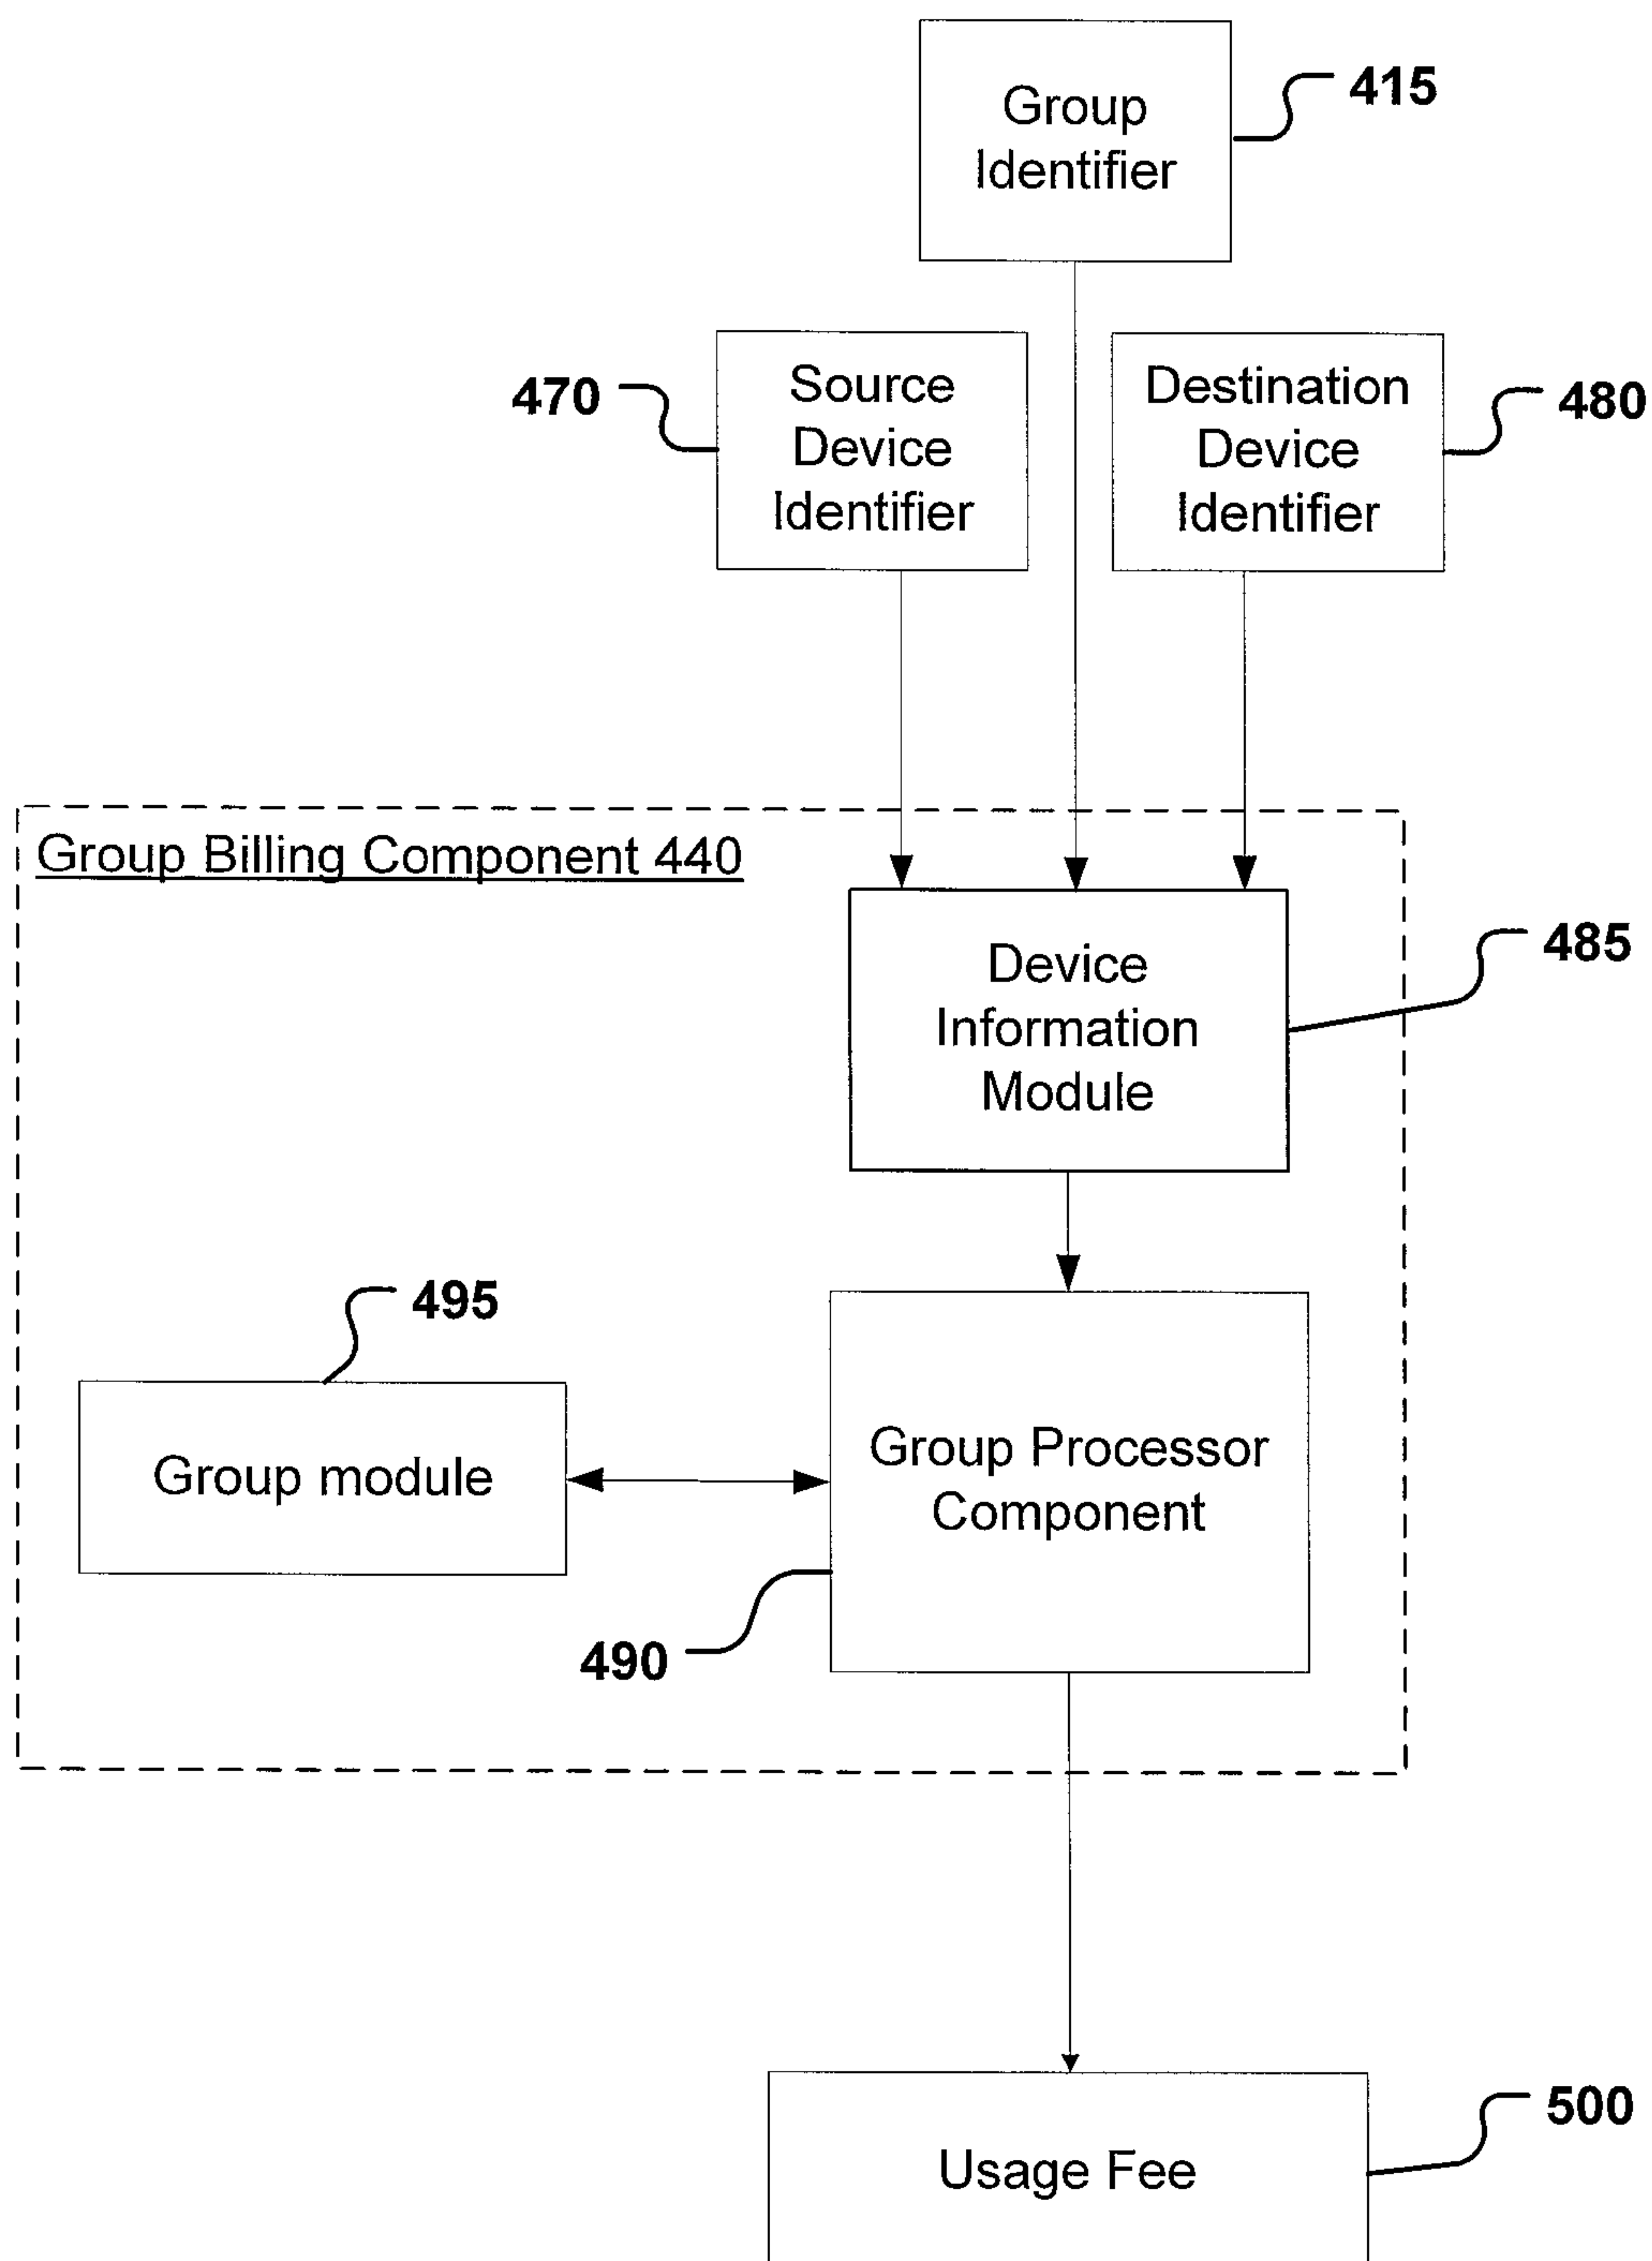 Group
Identifier
415
470
Source
Device
Identifier
Destination
Device
Identifier
480
Group Billing Component 440
Device
Information
Module
485
495
Group module
Group Processor
Component
490
Usage Fee
500